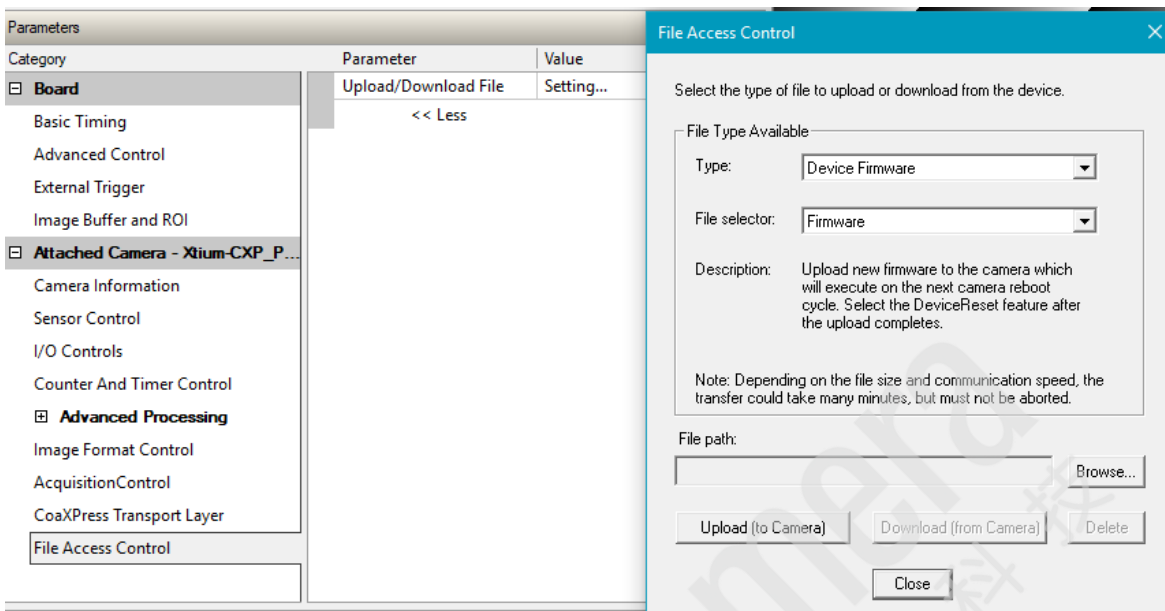 Parameters
Category
Parameter
Value
Board
Upload/Download File
Setting...
Basic Timing
<< Less
Advanced Control
External Trigger
Image Buffer and ROI
Attached Camera - Xtium-CXP_P...
Camera Information
Sensor Control
I/O Controls
Counter And Timer Control
Advanced Processing
Image Format Control
AcquisitionControl
CoaXPress Transport Layer
File Access Control
File Access Control
Select the type of file to upload or download from the device.
File Type Available
Type:
Device Firmware
File selector:
Firmware
Description:
Upload new firmware to the camera which
will execute on the next camera reboot
cycle. Select the DeviceReset feature after
the upload completes.
Note: Depending on the file size and communication speed, the
transfer could take many minutes, but must not be aborted.
File path:
Browse...
Upload (to Camera)
Download (from Camera)
Delete
Close
mera
科技